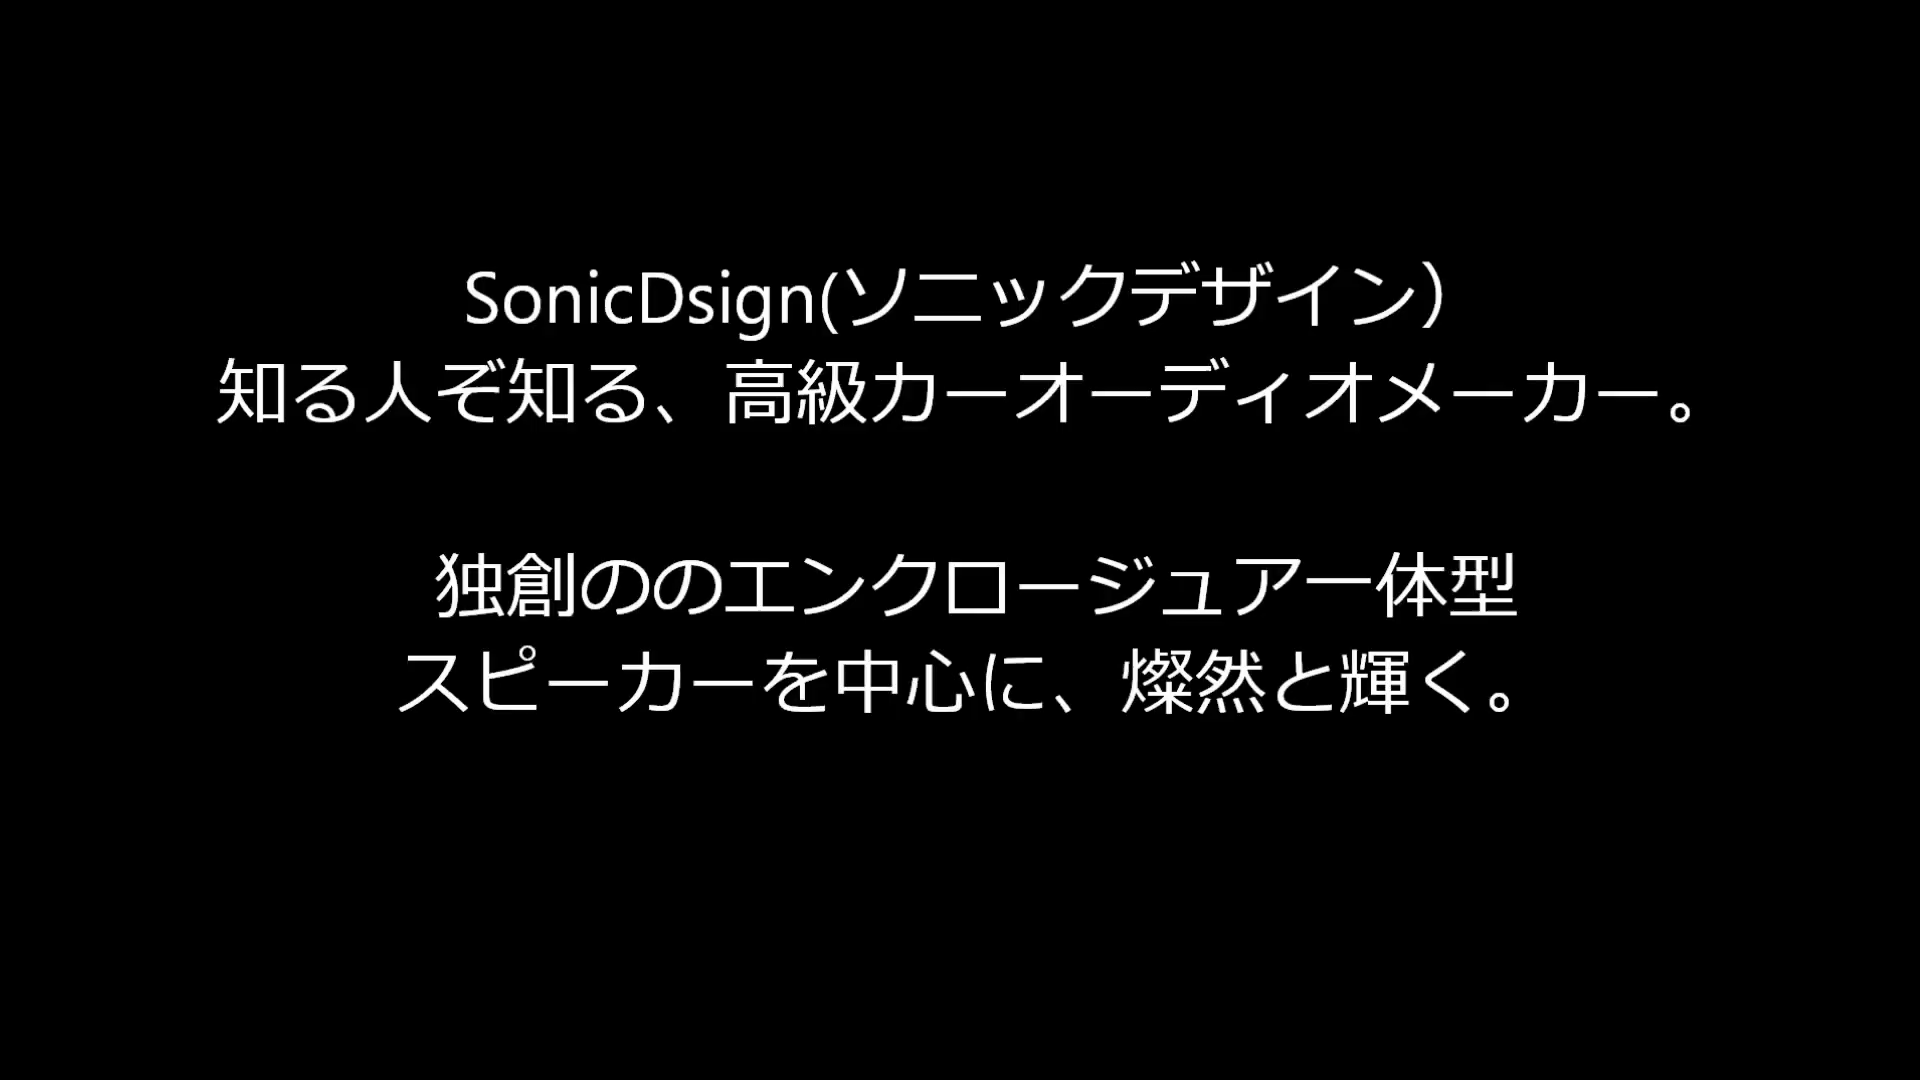 SonicDsign(ソニックデザイン）
知る人ぞ知る、高級カーオーディオメーカー。
独創ののエンクロージュアー体型
スピーカーを中心に、燦然と輝く。